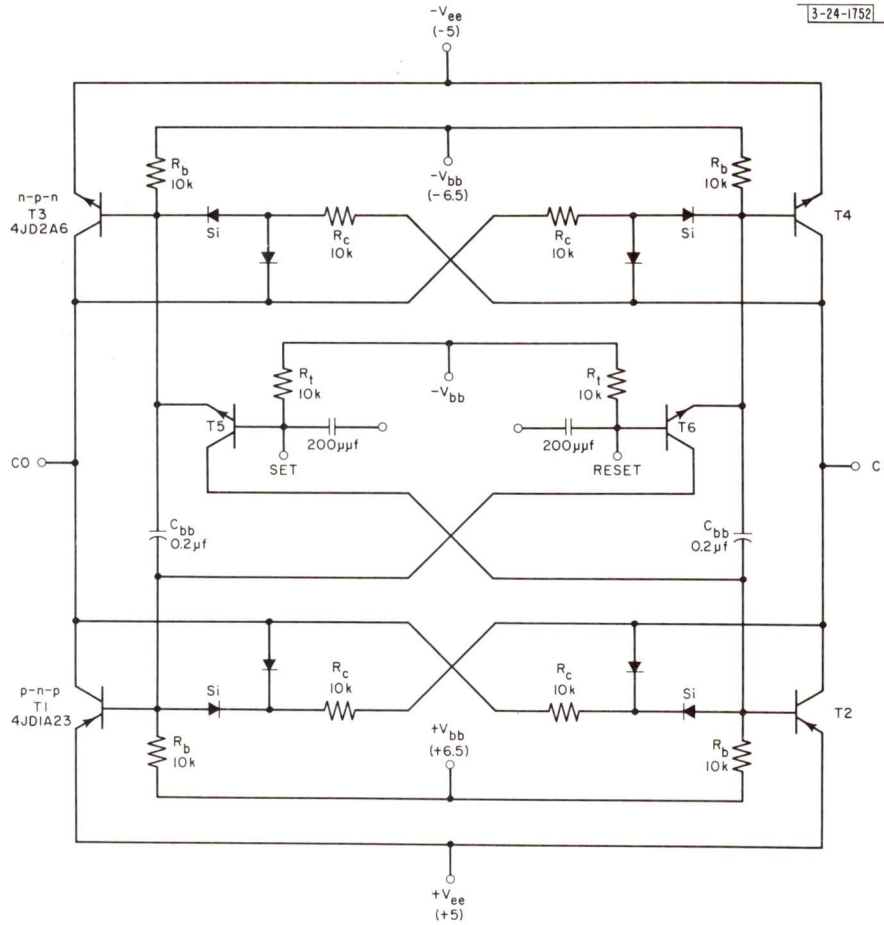 3-24-1752
-Vee
(-5)
Rb
10k
-Vbb
(-6.5)
Rb
10k
n-p-n
T3
4JD2A6
Si
Rc
10k
Rc
10k
Si
T4
Rt
10k
-Vbb
Rt
10k
T5
200μμf
SET
200μμf
RESET
T6
CO
C
Cbb
0.2μf
Cbb
0.2μf
p-n-p
T1
4JD1A23
Si
Rc
10k
Rc
10k
Si
T2
Rb
10k
+Vbb
(+6.5)
Rb
10k
+Vee
(+5)